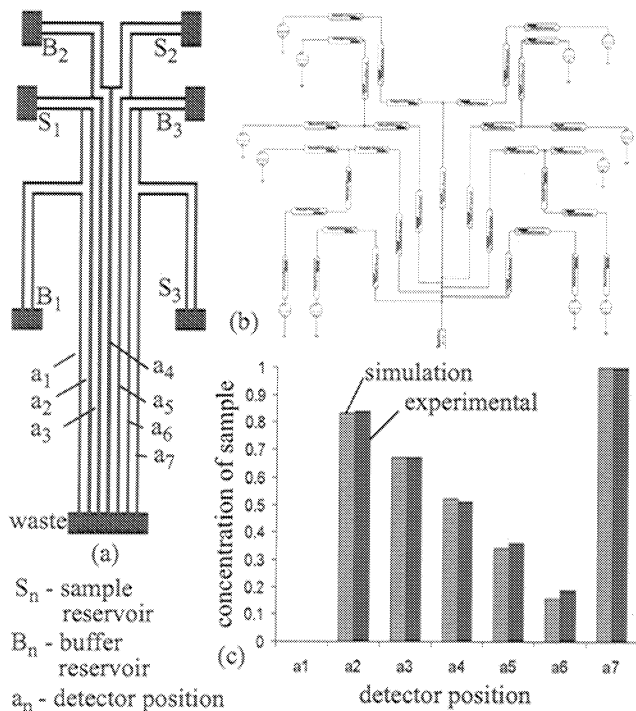 B2
S2
S1
B3
B1
S3
a1
a2
a3
a4
a5
a6
a7
waste
(a)
Sn - sample
reservoir
Bn - buffer
reservoir
an - detector position
(b)
1
0.9
0.8
0.7
0.6
0.5
0.4
0.3
0.2
0.1
0
concentration of sample
simulation
experimental
(c)
a1 a2 a3 a4 a5 a6 a7
detector position